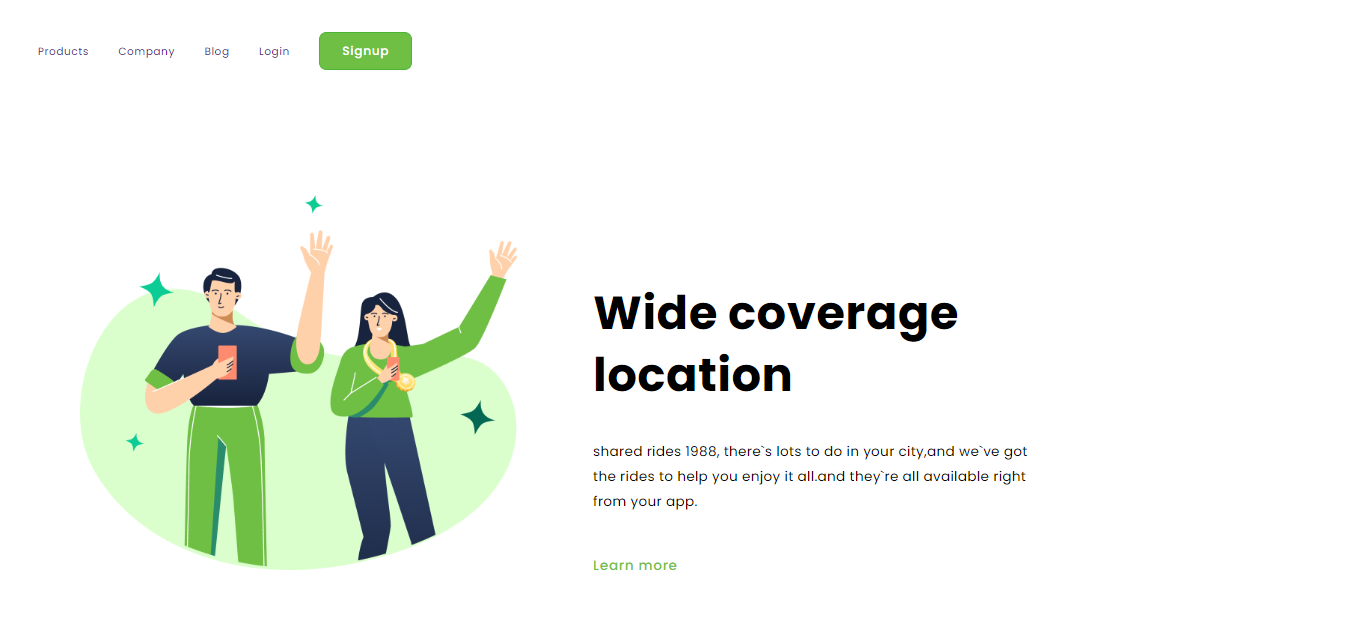 Products Company Blog Login Signup
Wide coverage
location
shared rides 1988, there`s lots to do in your city,and we`ve got
the rides to help you enjoy it all.and they`re all available right
from your app.
Learn more